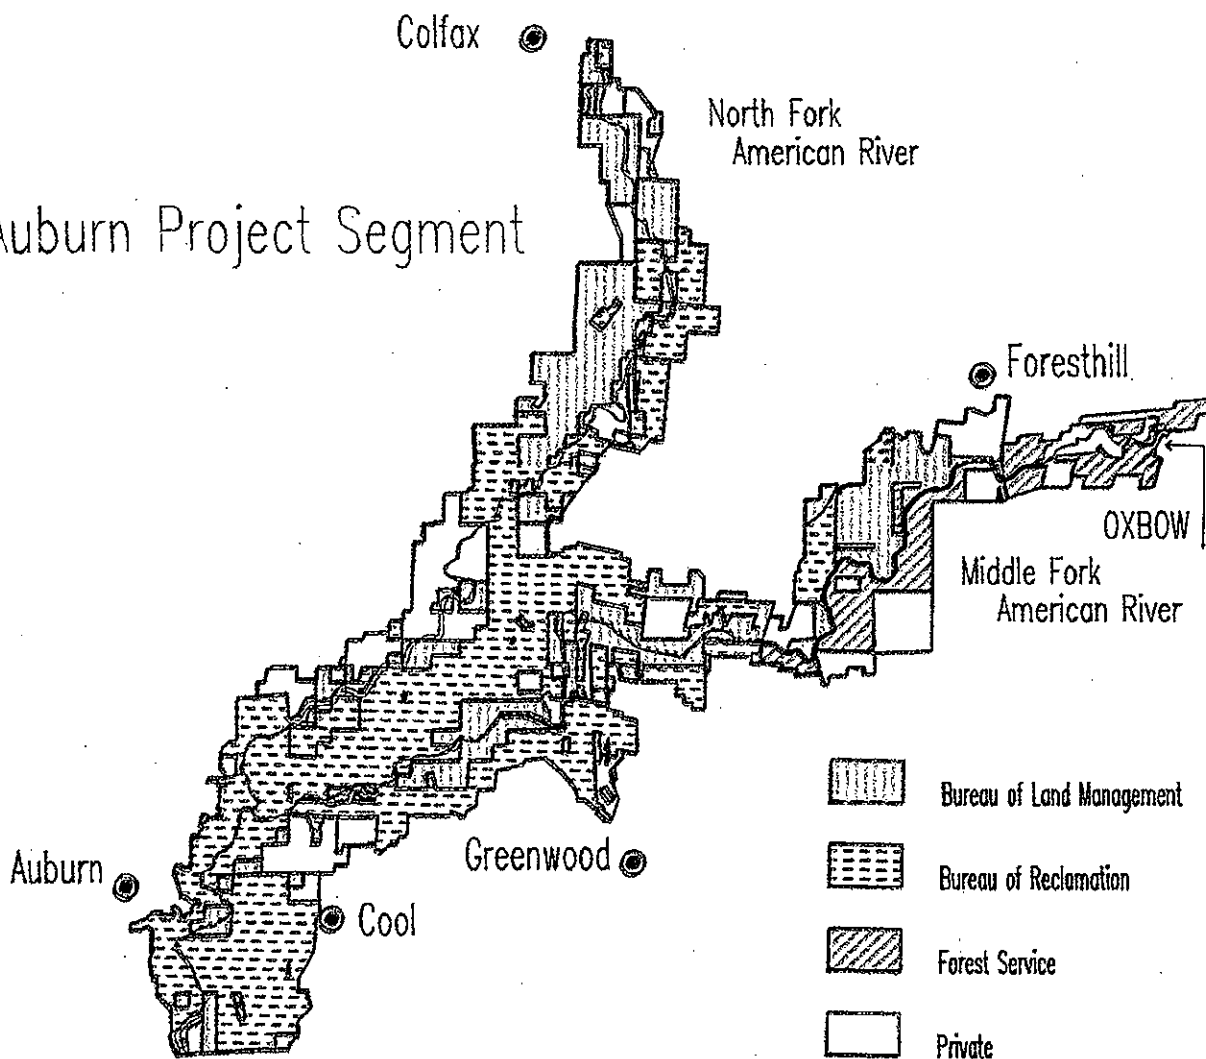 Colfax
North Fork
American River
Auburn Project Segment
Foresthill
OXBOW
Middle Fork
American River
Bureau of Land Management
Greenwood
Auburn
Bureau of Reclamation
Cool
Forest Service
Private